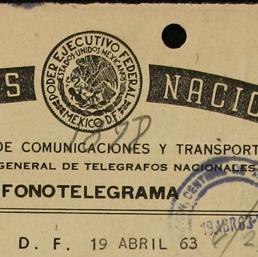 PODER EJECUTIVO FEDERAL
ESTADOS UNIDOS MEXICANOS
MEXICO D.F.
S NACIO
DE COMUNICACIONES Y TRANSPORT
GENERAL DE TELEGRAFOS NACIONALES
FONOTELEGRAMA
D. F. 19 ABRIL 63